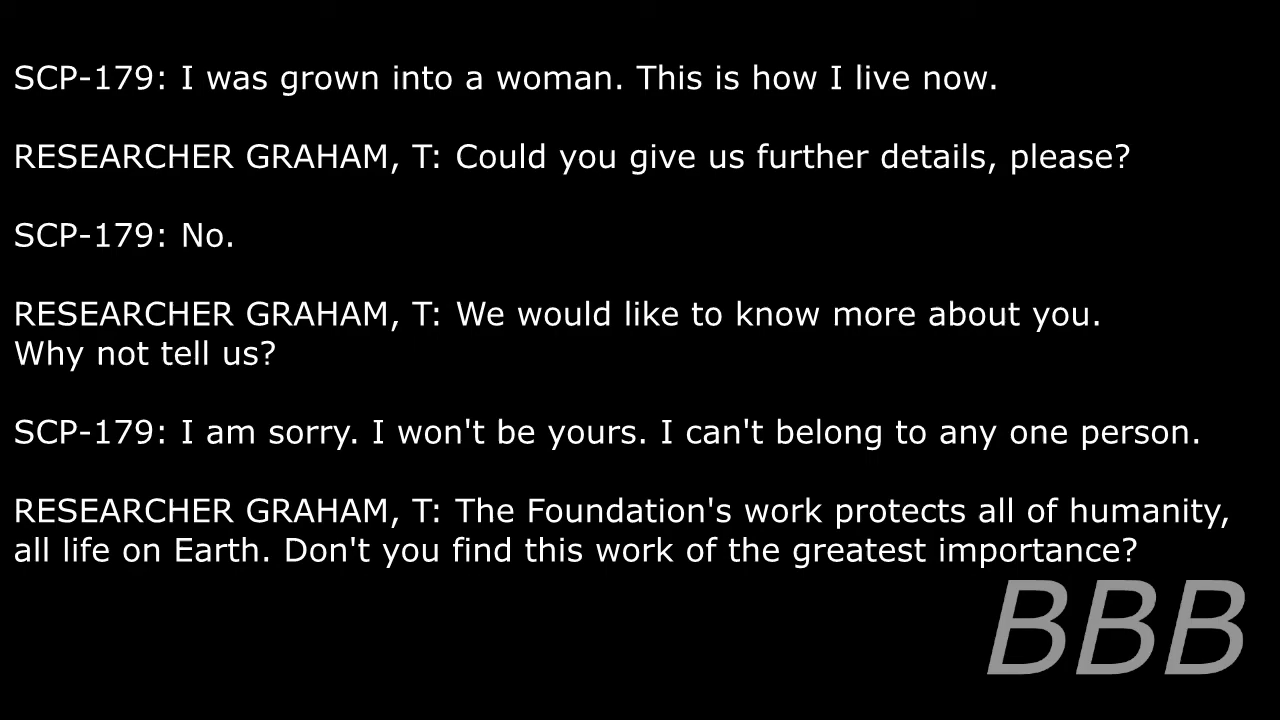 SCP-179: I was grown into a woman. This is how I live now.
RESEARCHER GRAHAM, T: Could you give us further details, please?
SCP-179: No.
RESEARCHER GRAHAM, T: We would like to know more about you.
Why not tell us?
SCP-179: I am sorry. I won't be yours. I can't belong to any one person.
RESEARCHER GRAHAM, T: The Foundation's work protects all of humanity,
all life on Earth. Don't you find this work of the greatest importance?
BBB